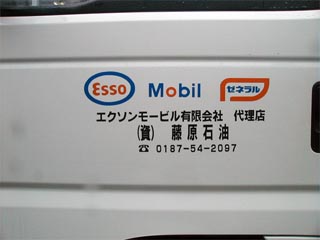 Esso Mobil ゼネラル
エクソンモービル有限会社 代理店
(資) 藤原石油
☎ 0187-54-2097